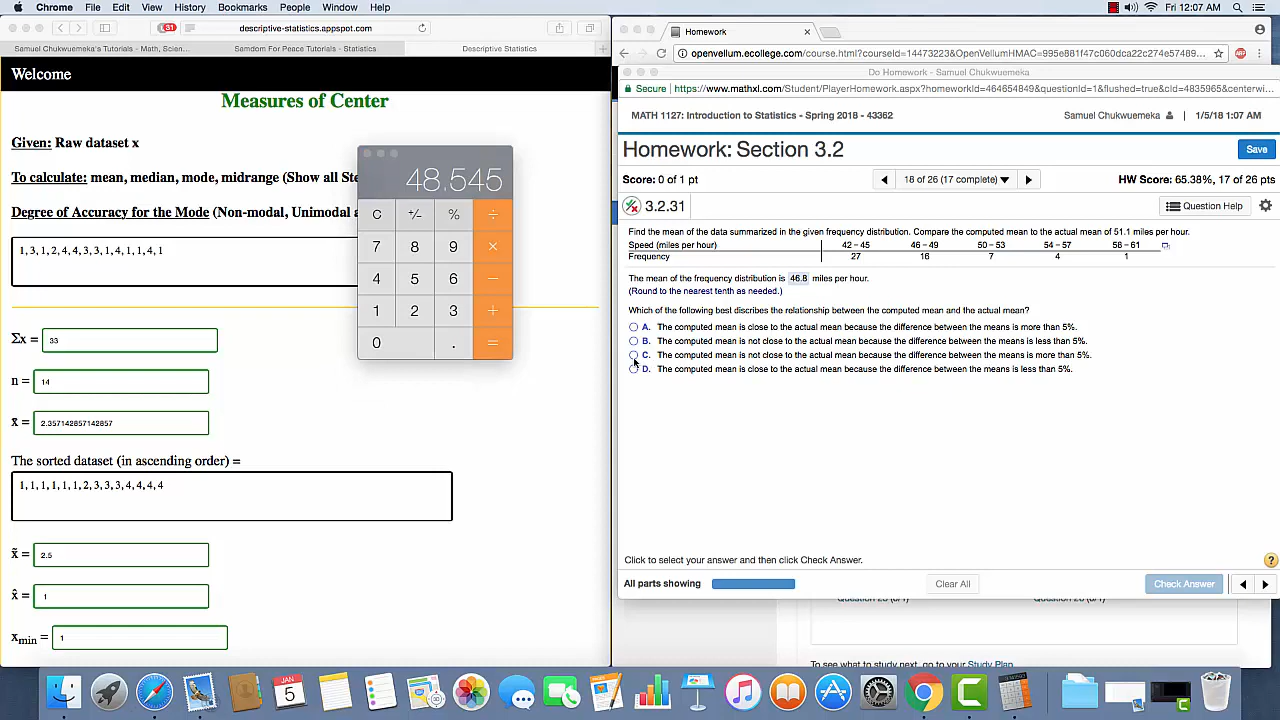 Chrome File Edit View History Bookmarks People Window Help
Fri 12:07 AM
31
descriptive-statistics.appspot.com
Samuel Chukwuemeka's Tutorials - Math, Scien...
Samdom For Peace Tutorials - Statistics
Descriptive Statistics
Welcome
Measures of Center
Given: Raw dataset x
To calculate: mean, median, mode, midrange (Show all Ste
Degree of Accuracy for the Mode (Non-modal, Unimodal a
1, 3, 1, 2, 4, 4, 3, 3, 1, 4, 1, 1, 4, 1
Σx = 33
n = 14
x̄ = 2.357142857142857
The sorted dataset (in ascending order) =
1, 1, 1, 1, 1, 1, 2, 3, 3, 3, 4, 4, 4, 4
x̃ = 2.5
x̂ = 1
xmin = 1
48.545
C +/- % ÷
7 8 9 ×
4 5 6 −
1 2 3 +
0 . =
Homework
openvellum.ecollege.com/course.html?courseId=14473223&OpenVellumHMAC=995e881f47c060dca22c274e57489...
Do Homework - Samuel Chukwuemeka
Secure https://www.mathxl.com/Student/PlayerHomework.aspx?homeworkId=464654849&questionId=1&flushed=true&cId=4835965&centerwi...
MATH 1127: Introduction to Statistics - Spring 2018 - 43362
Samuel Chukwuemeka 1/5/18 1:07 AM
Homework: Section 3.2
Save
Score: 0 of 1 pt
18 of 26 (17 complete)
HW Score: 65.38%, 17 of 26 pts
3.2.31
Question Help
Find the mean of the data summarized in the given frequency distribution. Compare the computed mean to the actual mean of 51.1 miles per hour.
Speed (miles per hour) 42 – 45 46 – 49 50 – 53 54 – 57 58 – 61
Frequency 27 16 7 4 1
The mean of the frequency distribution is 46.8 miles per hour.
(Round to the nearest tenth as needed.)
Which of the following best discribes the relationship between the computed mean and the actual mean?
A. The computed mean is close to the actual mean because the difference between the means is more than 5%.
B. The computed mean is not close to the actual mean because the difference between the means is less than 5%.
C. The computed mean is not close to the actual mean because the difference between the means is more than 5%.
D. The computed mean is close to the actual mean because the difference between the means is less than 5%.
Click to select your answer and then click Check Answer.
?
All parts showing
Clear All
Check Answer
To see what to study next, go to your Study Plan.
JAN
5